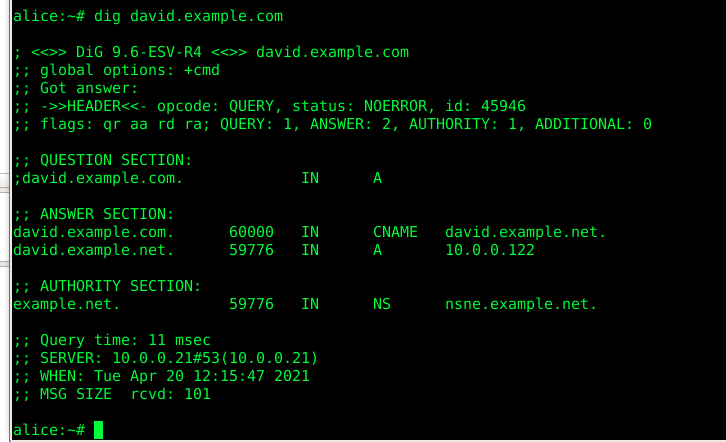 alice:~# dig david.example.com
; <<>> DiG 9.6-ESV-R4 <<>> david.example.com
;; global options: +cmd
;; Got answer:
;; ->>HEADER<<- opcode: QUERY, status: NOERROR, id: 45946
;; flags: qr aa rd ra; QUERY: 1, ANSWER: 2, AUTHORITY: 1, ADDITIONAL: 0
;; QUESTION SECTION:
;david.example.com. IN A
;; ANSWER SECTION:
david.example.com. 60000 IN CNAME david.example.net.
david.example.net. 59776 IN A 10.0.0.122
;; AUTHORITY SECTION:
example.net. 59776 IN NS nsne.example.net.
;; Query time: 11 msec
;; SERVER: 10.0.0.21#53(10.0.0.21)
;; WHEN: Tue Apr 20 12:15:47 2021
;; MSG SIZE rcvd: 101
alice:~#